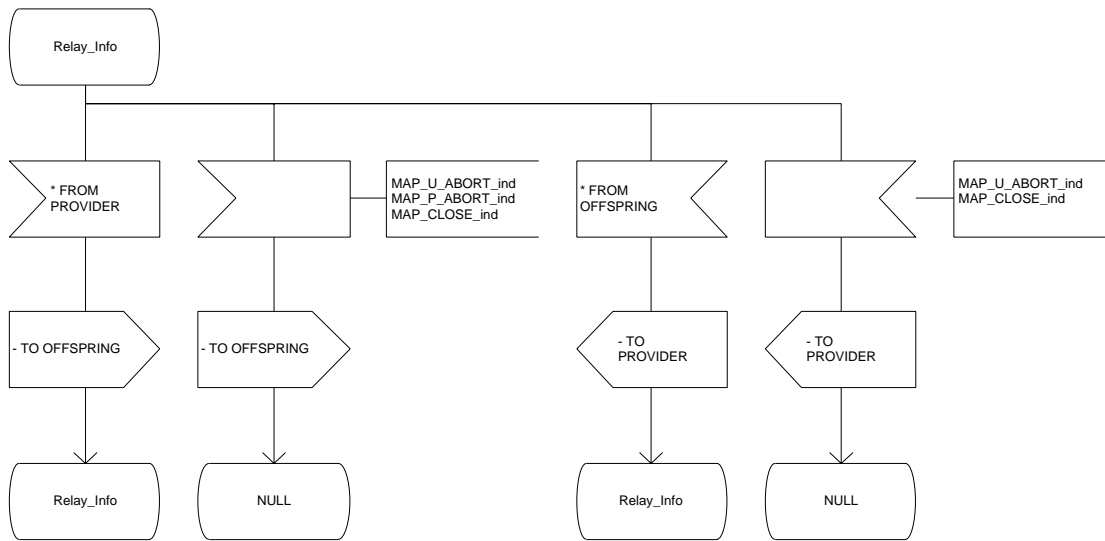 Relay_Info
* FROM
PROVIDER
MAP_U_ABORT_ind
MAP_P_ABORT_ind
MAP_CLOSE_ind
* FROM
OFFSPRING
MAP_U_ABORT_ind
MAP_CLOSE_ind
- TO OFFSPRING
- TO OFFSPRING
- TO
PROVIDER
- TO
PROVIDER
Relay_Info
NULL
Relay_Info
NULL